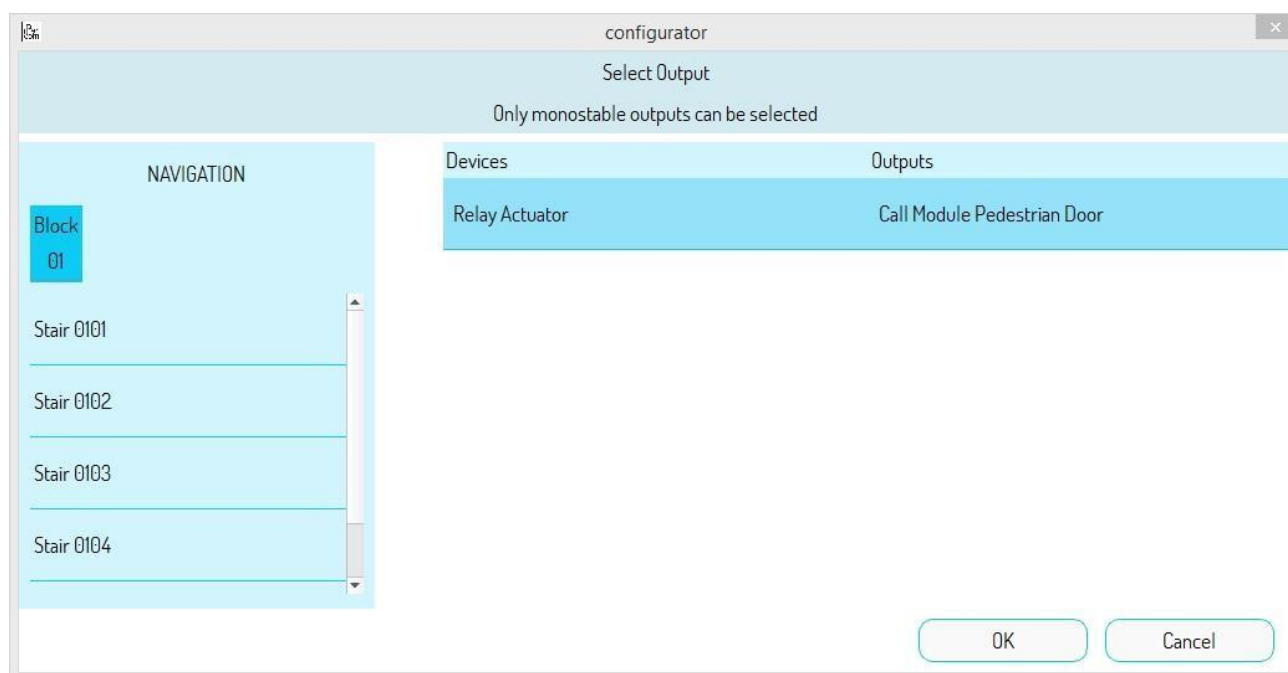 configurator
Select Output
Only monostable outputs can be selected
NAVIGATION
Block
01
Stair 0101
Stair 0102
Stair 0103
Stair 0104
Devices Outputs
Relay Actuator Call Module Pedestrian Door
OK Cancel